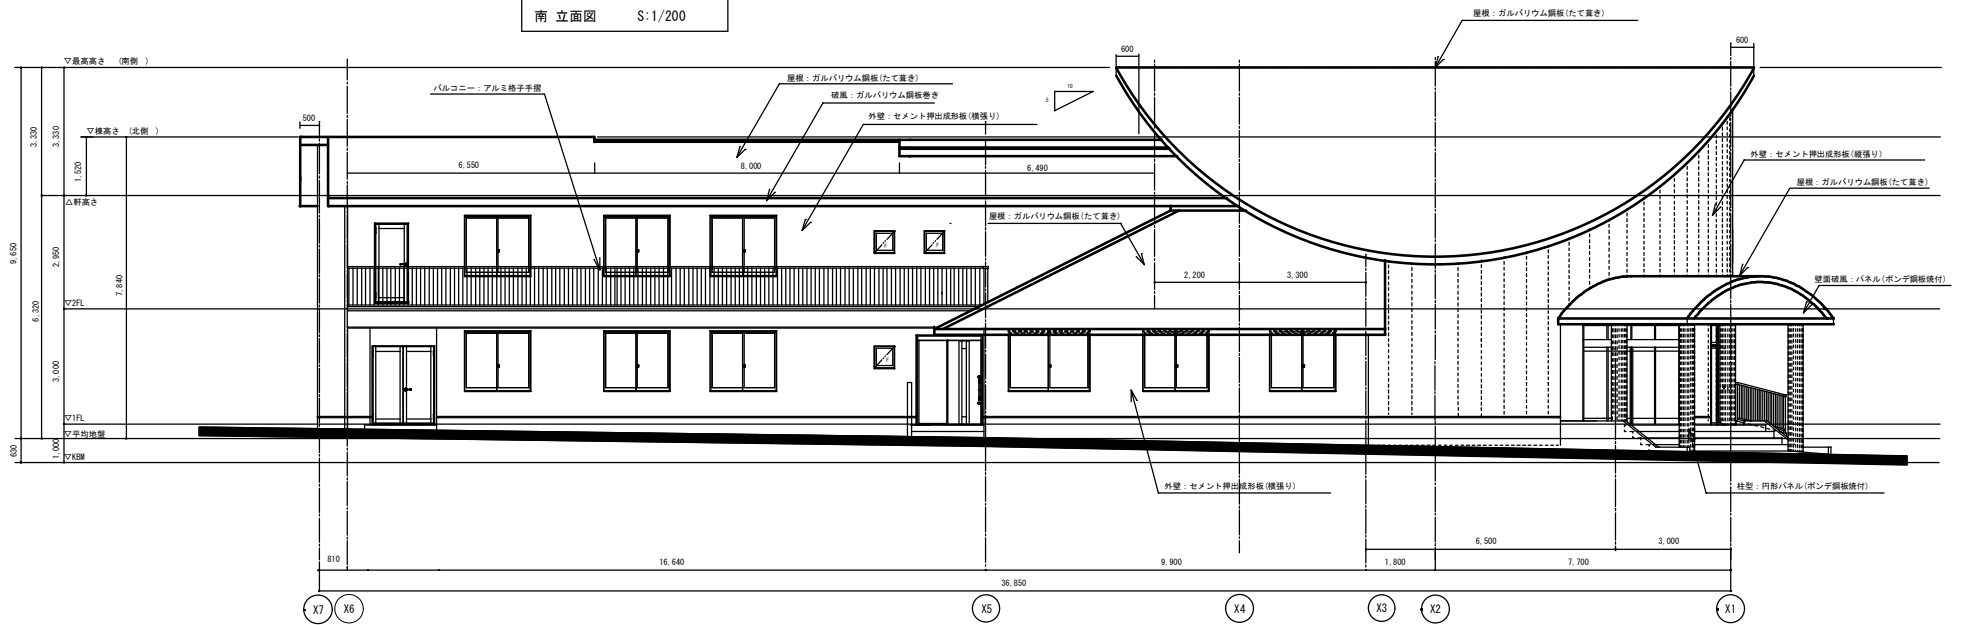 南 立面図 S:1/200
屋根：ガルバリウム鋼板(たて葺き)
600
600
▽最高高さ （南側 ）
屋根：ガルバリウム鋼板(たて葺き)
バルコニー：アルミ格子手摺
破風：ガルバリウム鋼板巻き
10
5
外壁：セメント押出成形板(横張り)
500
▽棟高さ （北側 ）
3,330
3,330
1,520
外壁：セメント押出成形板(縦張り)
6,550
8,000
6,490
屋根：ガルバリウム鋼板(たて葺き)
△軒高さ
屋根：ガルバリウム鋼板(たて葺き)
F
F
9,650
2,950
7,840
6,320
2,200
3,300
壁面破風：パネル(ボンデ鋼板焼付)
▽2FL
F
3,000
▽1FL
▽平均地盤
630
1,000
▽KBM
外壁：セメント押出成形板(横張り)
柱型：円形パネル(ボンデ鋼板焼付)
6,500
3,000
810
16,640
9,900
1,800
7,700
36,850
X7
X6
X5
X4
X3
X2
X1